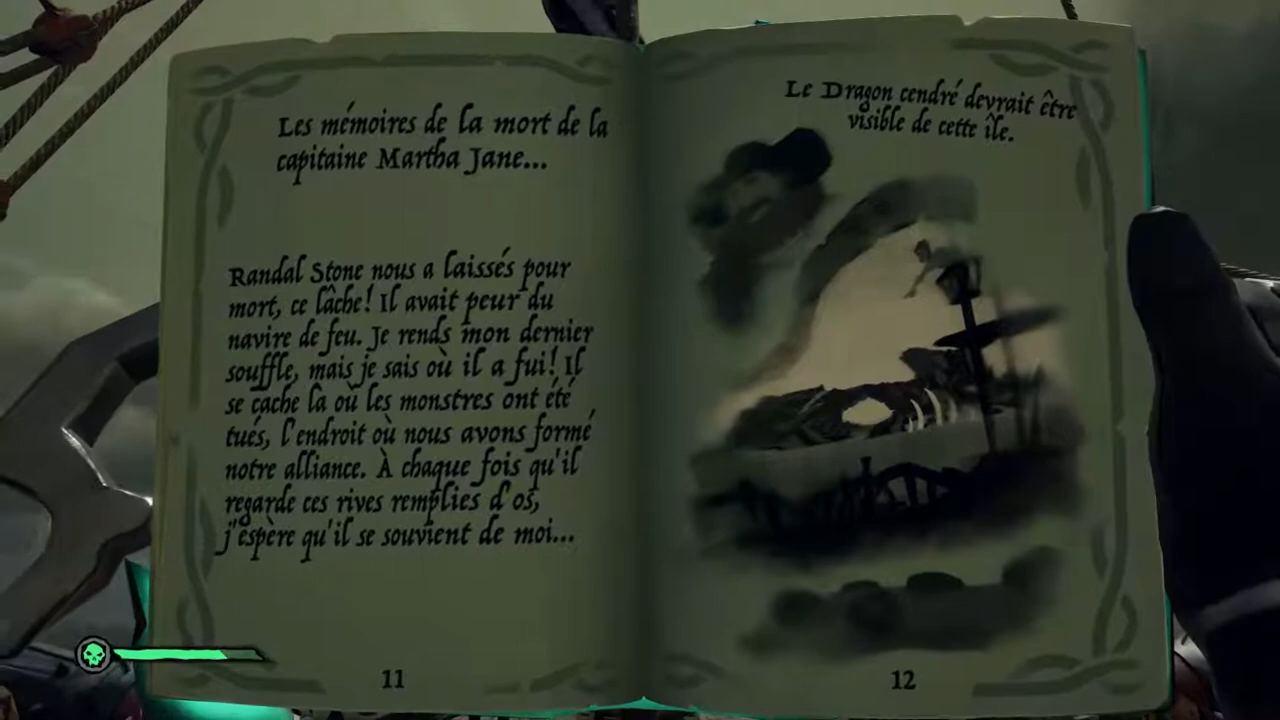 Les mémoires de la mort de la
capitaine Martha Jane...
Randal Stone nous a laissés pour
mort, ce lâche! Il avait peur du
navire de feu. Je rends mon dernier
souffle, mais je sais où il a fui! Il
se cache là où les monstres ont été
tués, l'endroit où nous avons formé
notre alliance. À chaque fois qu'il
regarde ces rives remplies d'os,
j'espère qu'il se souvient de moi...
11
Le Dragon cendré devrait être
visible de cette île.
12